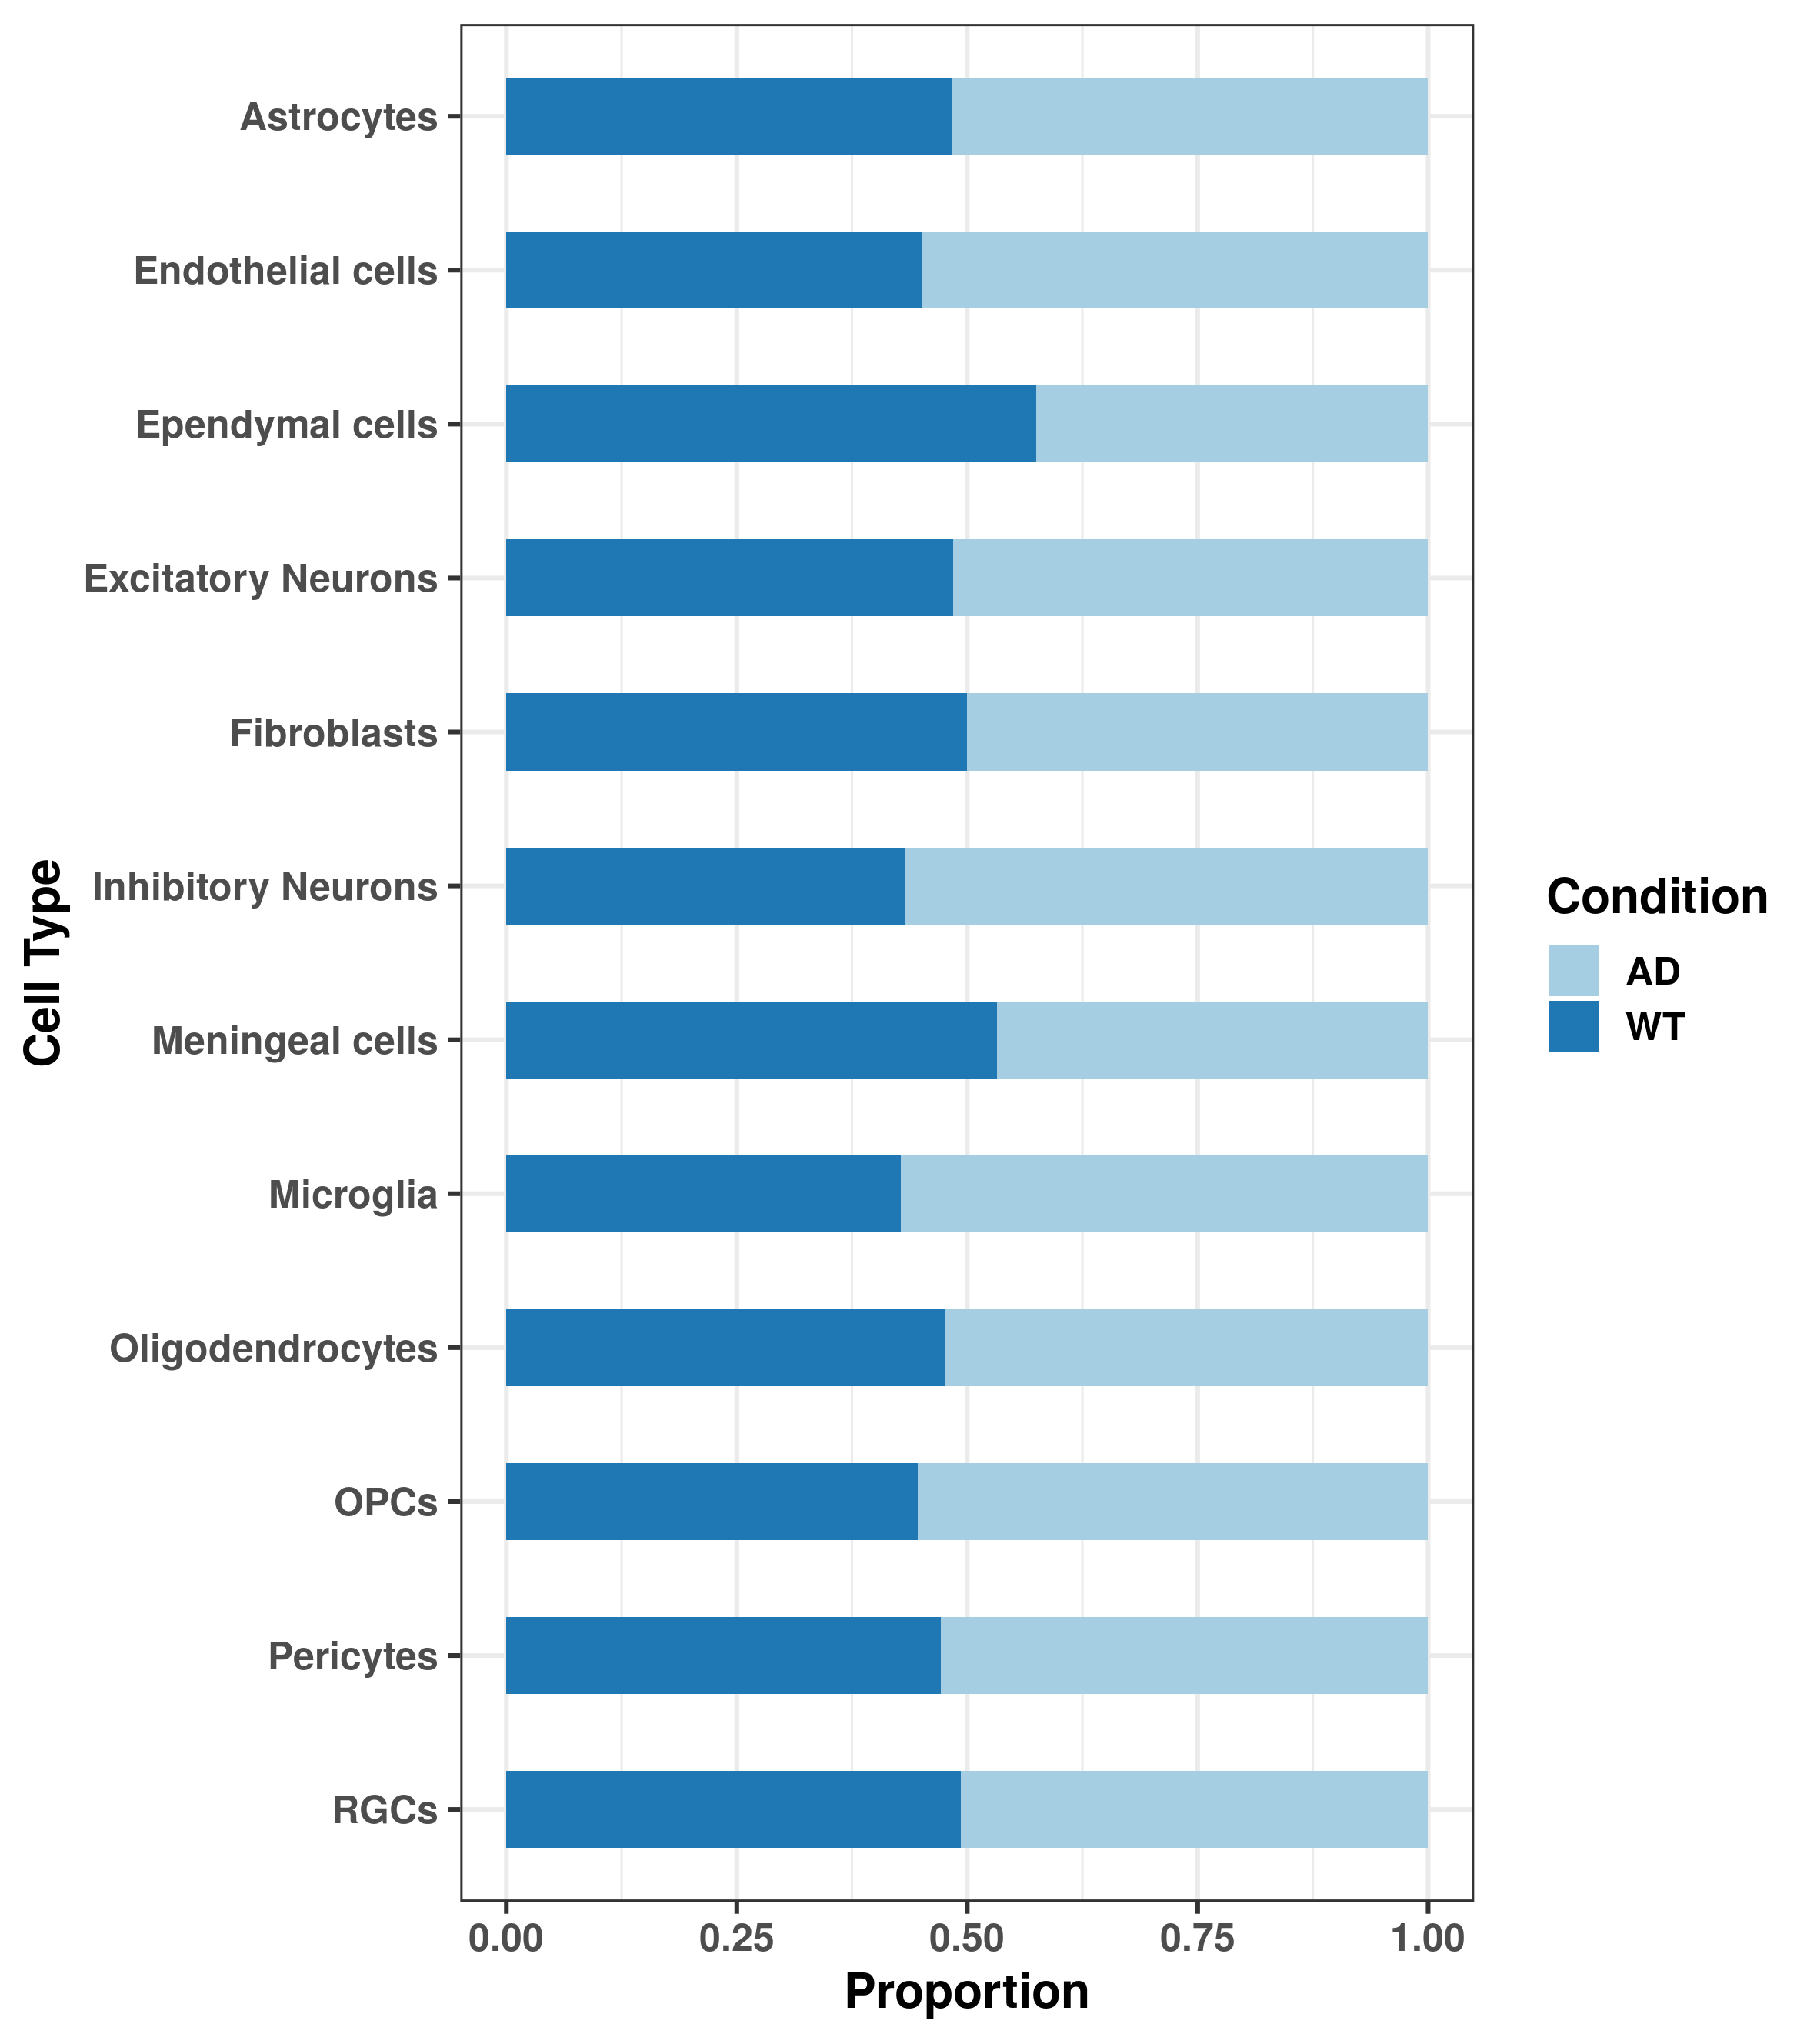 Astrocytes
Endothelial cells
Ependymal cells
Excitatory Neurons
Fibroblasts
Inhibitory Neurons
Meningeal cells
Microglia
Oligodendrocytes
OPCs
Pericytes
RGCs
Cell Type
0.00 0.25 0.50 0.75 1.00
Proportion
Condition
AD
WT